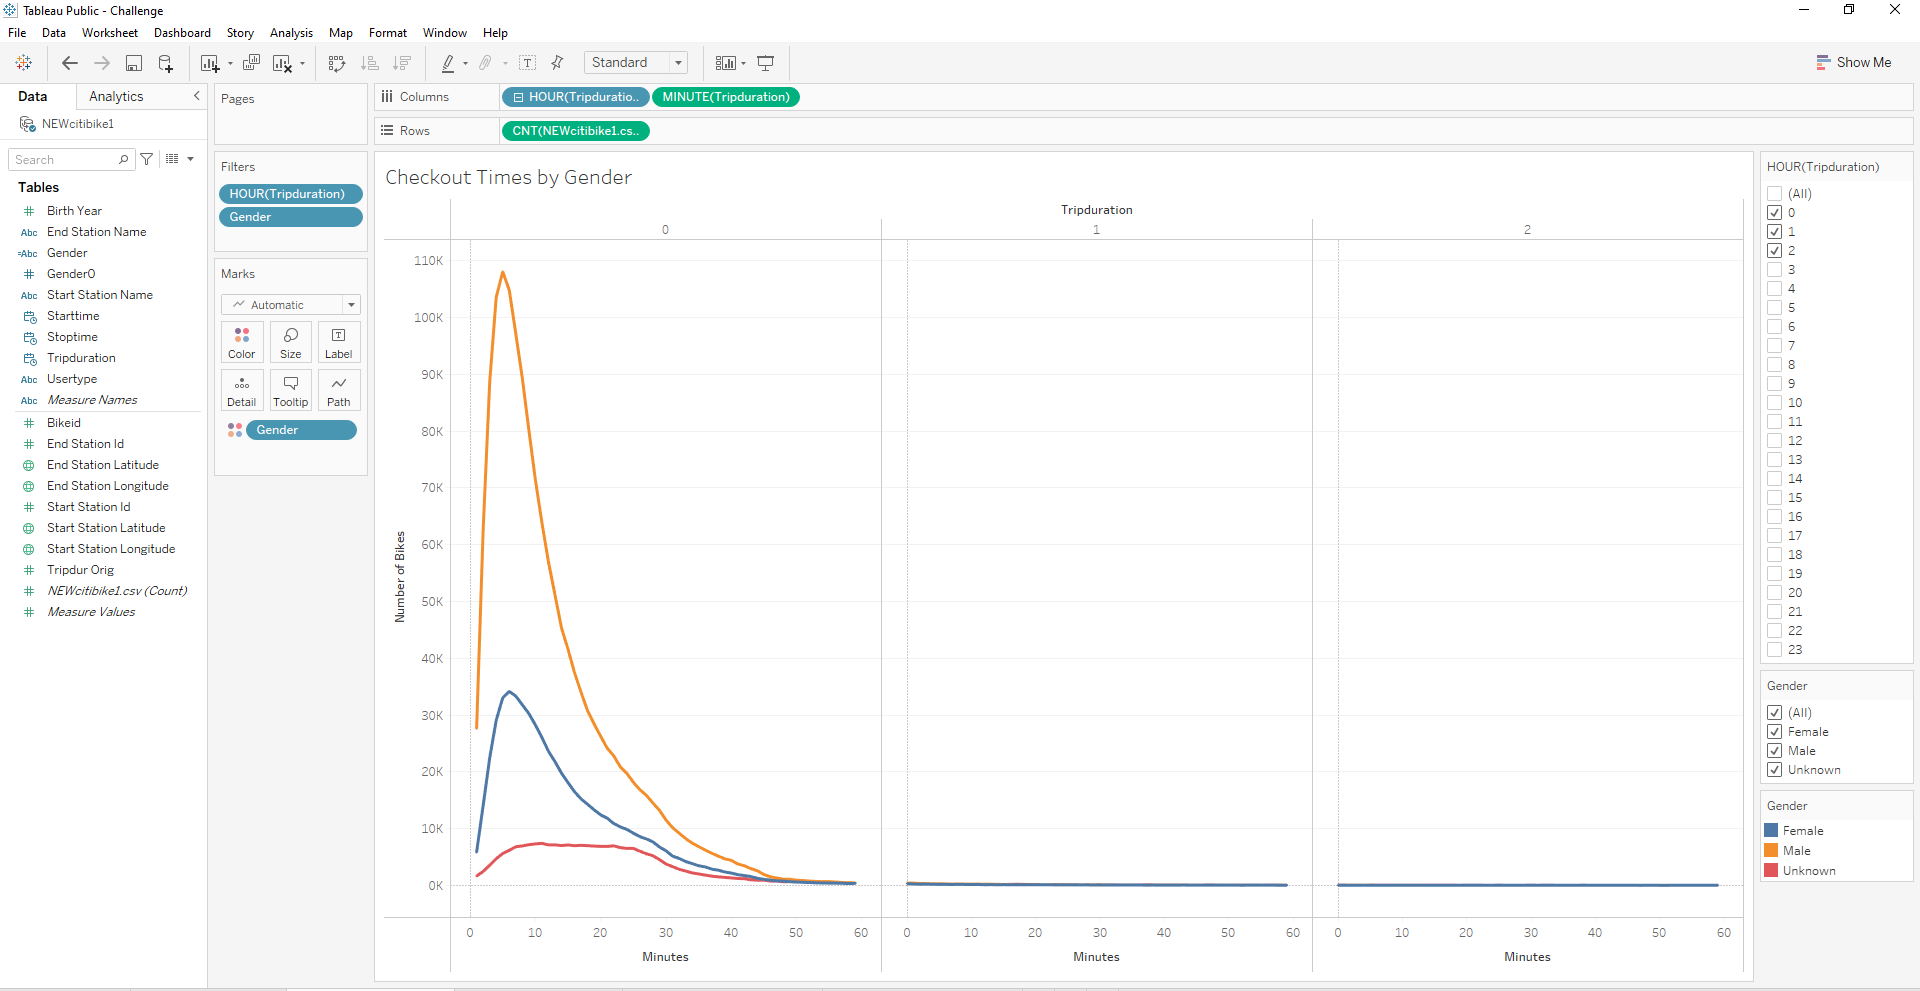 Tableau Public - Challenge
File Data Worksheet Dashboard Story Analysis Map Format Window Help
Standard
Show Me
Data Analytics
NEWcitibike1
Search
Tables
Birth Year
Abc End Station Name
=Abc Gender
Gender0
Abc Start Station Name
Starttime
Stoptime
Tripduration
Abc Usertype
Abc Measure Names
Bikeid
End Station Id
End Station Latitude
End Station Longitude
Start Station Id
Start Station Latitude
Start Station Longitude
Tripdur Orig
NEWcitibike1.csv (Count)
Measure Values
Pages
Filters
HOUR(Tripduration)
Gender
Marks
Automatic
Color Size Label
Detail Tooltip Path
Gender
Columns HOUR(Tripduratio.. MINUTE(Tripduration)
Rows CNT(NEWcitibike1.cs..
Checkout Times by Gender
Tripduration
0 1 2
110K
100K
90K
80K
70K
60K
50K
40K
30K
20K
10K
0K
Number of Bikes
0 10 20 30 40 50 60 0 10 20 30 40 50 60 0 10 20 30 40 50 60
Minutes Minutes Minutes
HOUR(Tripduration)
(All)
0
1
2
3
4
5
6
7
8
9
10
11
12
13
14
15
16
17
18
19
20
21
22
23
Gender
(All)
Female
Male
Unknown
Gender
Female
Male
Unknown